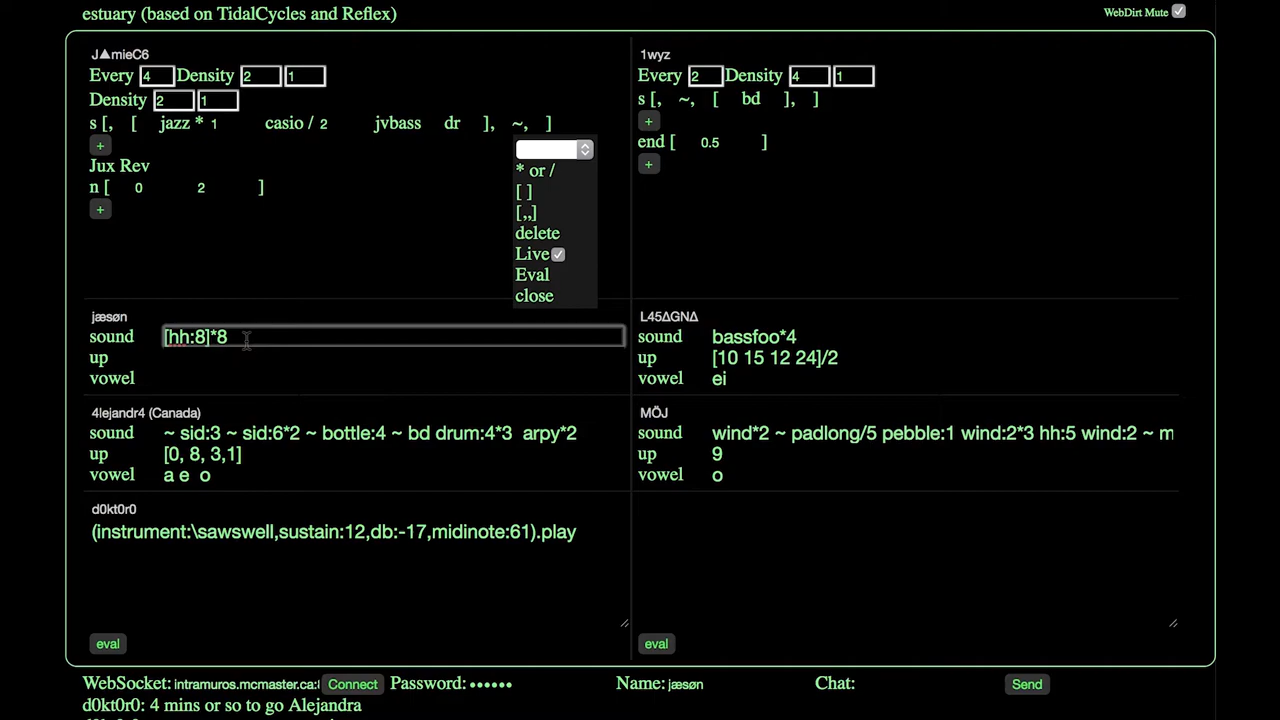 estuary (based on TidalCycles and Reflex)
WebDirt Mute
J▲mieC6
Every 4 Density 2 1
Density 2 1
s [, [ jazz * 1 casio / 2 jvbass dr ], ~, ]
+
Jux Rev
n [ 0 2 ]
+
* or /
[ ]
[,,]
delete
Live
Eval
close
1wyz
Every 2 Density 4 1
s [, ~, [ bd ], ]
+
end [ 0.5 ]
+
jæsøn
sound [hh:8]*8
up
vowel
L45∆GN∆
sound bassfoo*4
up [10 15 12 24]/2
vowel ei
4lejandr4 (Canada)
sound ~ sid:3 ~ sid:6*2 ~ bottle:4 ~ bd drum:4*3 arpy*2
up [0, 8, 3,1]
vowel a e o
MÖJ
sound wind*2 ~ padlong/5 pebble:1 wind:2*3 hh:5 wind:2 ~ m
up 9
vowel o
d0kt0r0
(instrument:\sawswell,sustain:12,db:-17,midinote:61).play
eval
eval
WebSocket: intramuros.mcmaster.ca: Connect Password: •••••• Name: jæsøn Chat: Send
d0kt0r0: 4 mins or so to go Alejandra